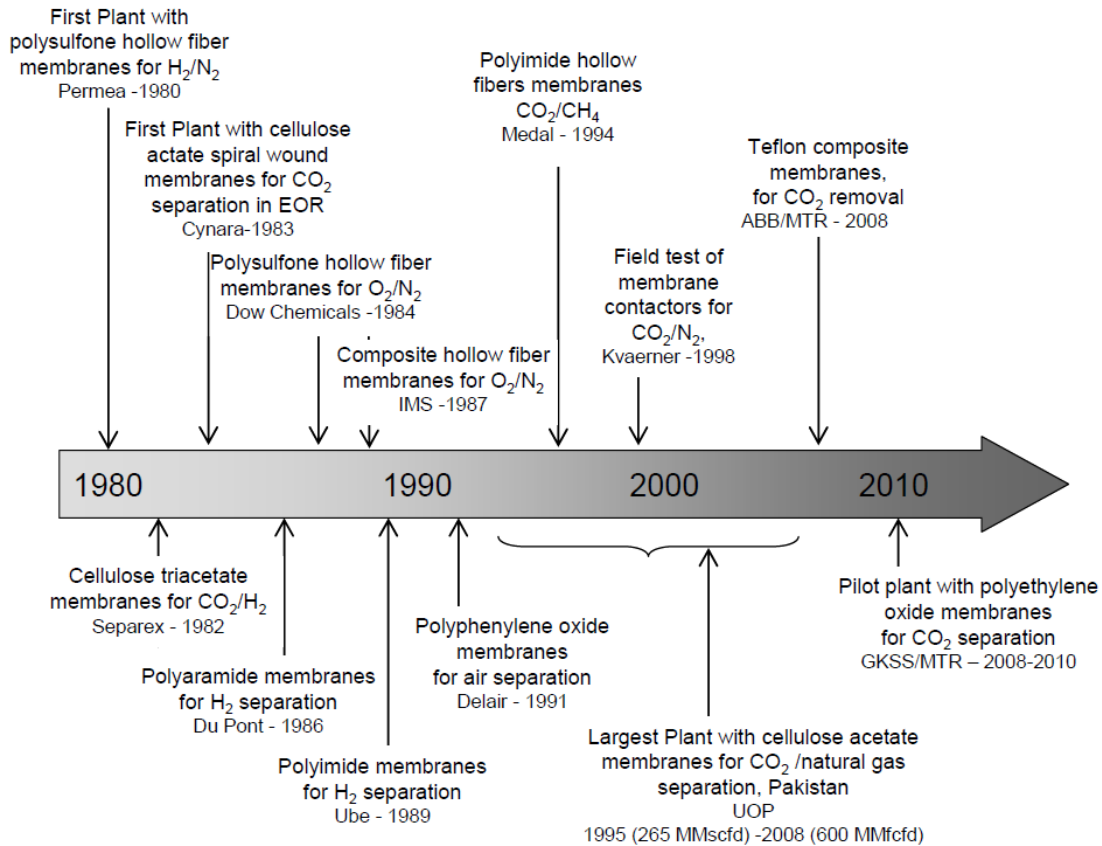 First Plant with
polysulfone hollow fiber
membranes for H₂/N₂
Permea -1980
First Plant with cellulose
actate spiral wound
membranes for CO₂
separation in EOR
Cynara-1983
Polysulfone hollow fiber
membranes for O₂/N₂
Dow Chemicals -1984
Composite hollow fiber
membranes for O₂/N₂
IMS -1987
Polyimide hollow
fibers membranes
CO₂/CH₄
Medal - 1994
Field test of
membrane
contactors for
CO₂/N₂,
Kvaerner -1998
Teflon composite
membranes,
for CO₂ removal
ABB/MTR - 2008
1980
1990
2000
2010
Cellulose triacetate
membranes for CO₂/H₂
Separex - 1982
Polyaramide membranes
for H₂ separation
Du Pont - 1986
Polyimide membranes
for H₂ separation
Ube - 1989
Polyphenylene oxide
membranes
for air separation
Delair - 1991
Largest Plant with cellulose acetate
membranes for CO₂ /natural gas
separation, Pakistan
UOP
1995 (265 MMscfd) -2008 (600 MMfcfd)
Pilot plant with polyethylene
oxide membranes
for CO₂ separation
GKSS/MTR – 2008-2010